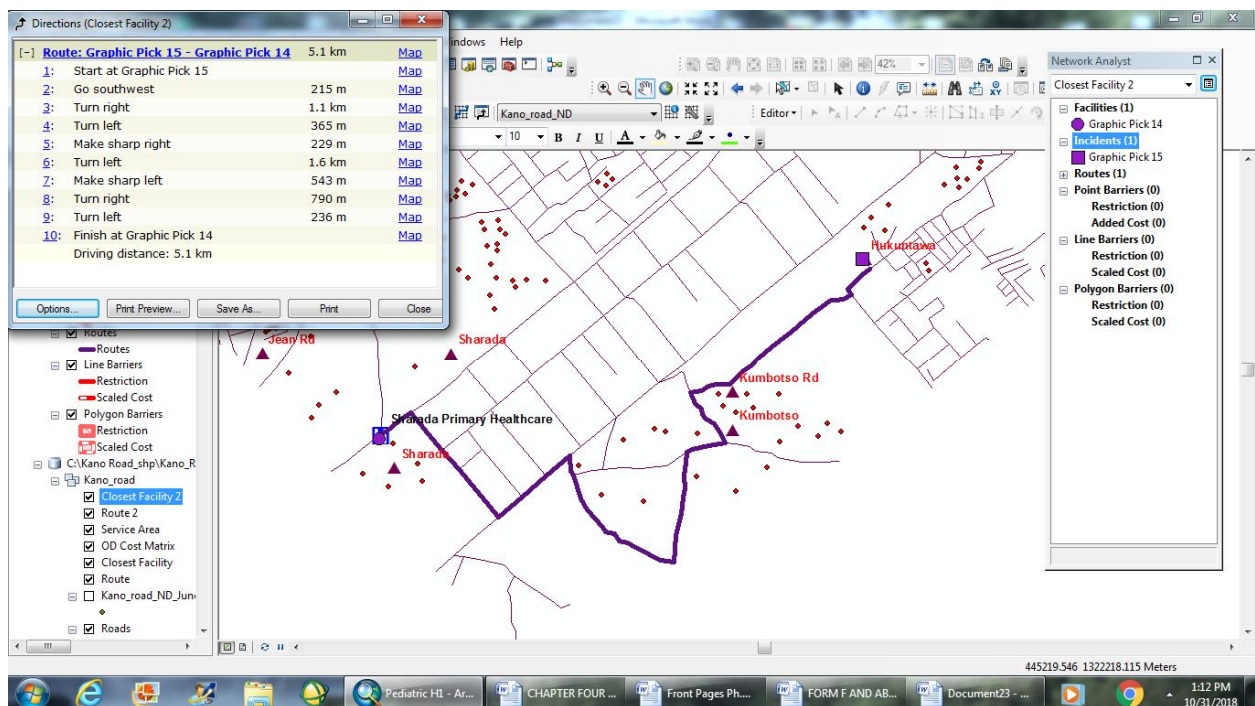 Directions (Closest Facility 2)
[-] Route: Graphic Pick 15 - Graphic Pick 14 5.1 km Map
1: Start at Graphic Pick 15 Map
2: Go southwest 215 m Map
3: Turn right 1.1 km Map
4: Turn left 365 m Map
5: Make sharp right 229 m Map
6: Turn left 1.6 km Map
7: Make sharp left 543 m Map
8: Turn right 790 m Map
9: Turn left 236 m Map
10: Finish at Graphic Pick 14 Map
Driving distance: 5.1 km
Options... Print Preview... Save As... Print Close
indows Help
42%
Kano_road_ND
Editor
10 B I U A
Network Analyst
Closest Facility 2
Facilities (1)
Graphic Pick 14
Incidents (1)
Graphic Pick 15
Routes (1)
Point Barriers (0)
Restriction (0)
Added Cost (0)
Line Barriers (0)
Restriction (0)
Scaled Cost (0)
Polygon Barriers (0)
Restriction (0)
Scaled Cost (0)
Routes
Routes
Line Barriers
Restriction
Scaled Cost
Polygon Barriers
Restriction
Scaled Cost
C:\Kano Road_shp\Kano_R
Kano_road
Closest Facility 2
Route 2
Service Area
OD Cost Matrix
Closest Facility
Route
Kano_road_ND_Jun
Roads
Hukuntawa
Jean Rd
Sharada
Kumbotso Rd
Sharada Primary Healthcare
Kumbotso
Sharada
445219.546 1322218.115 Meters
Pediatric H1 - Ar...
CHAPTER FOUR ...
Front Pages Ph....
FORM F AND AB...
Document23 - ...
1:12 PM
10/31/2018